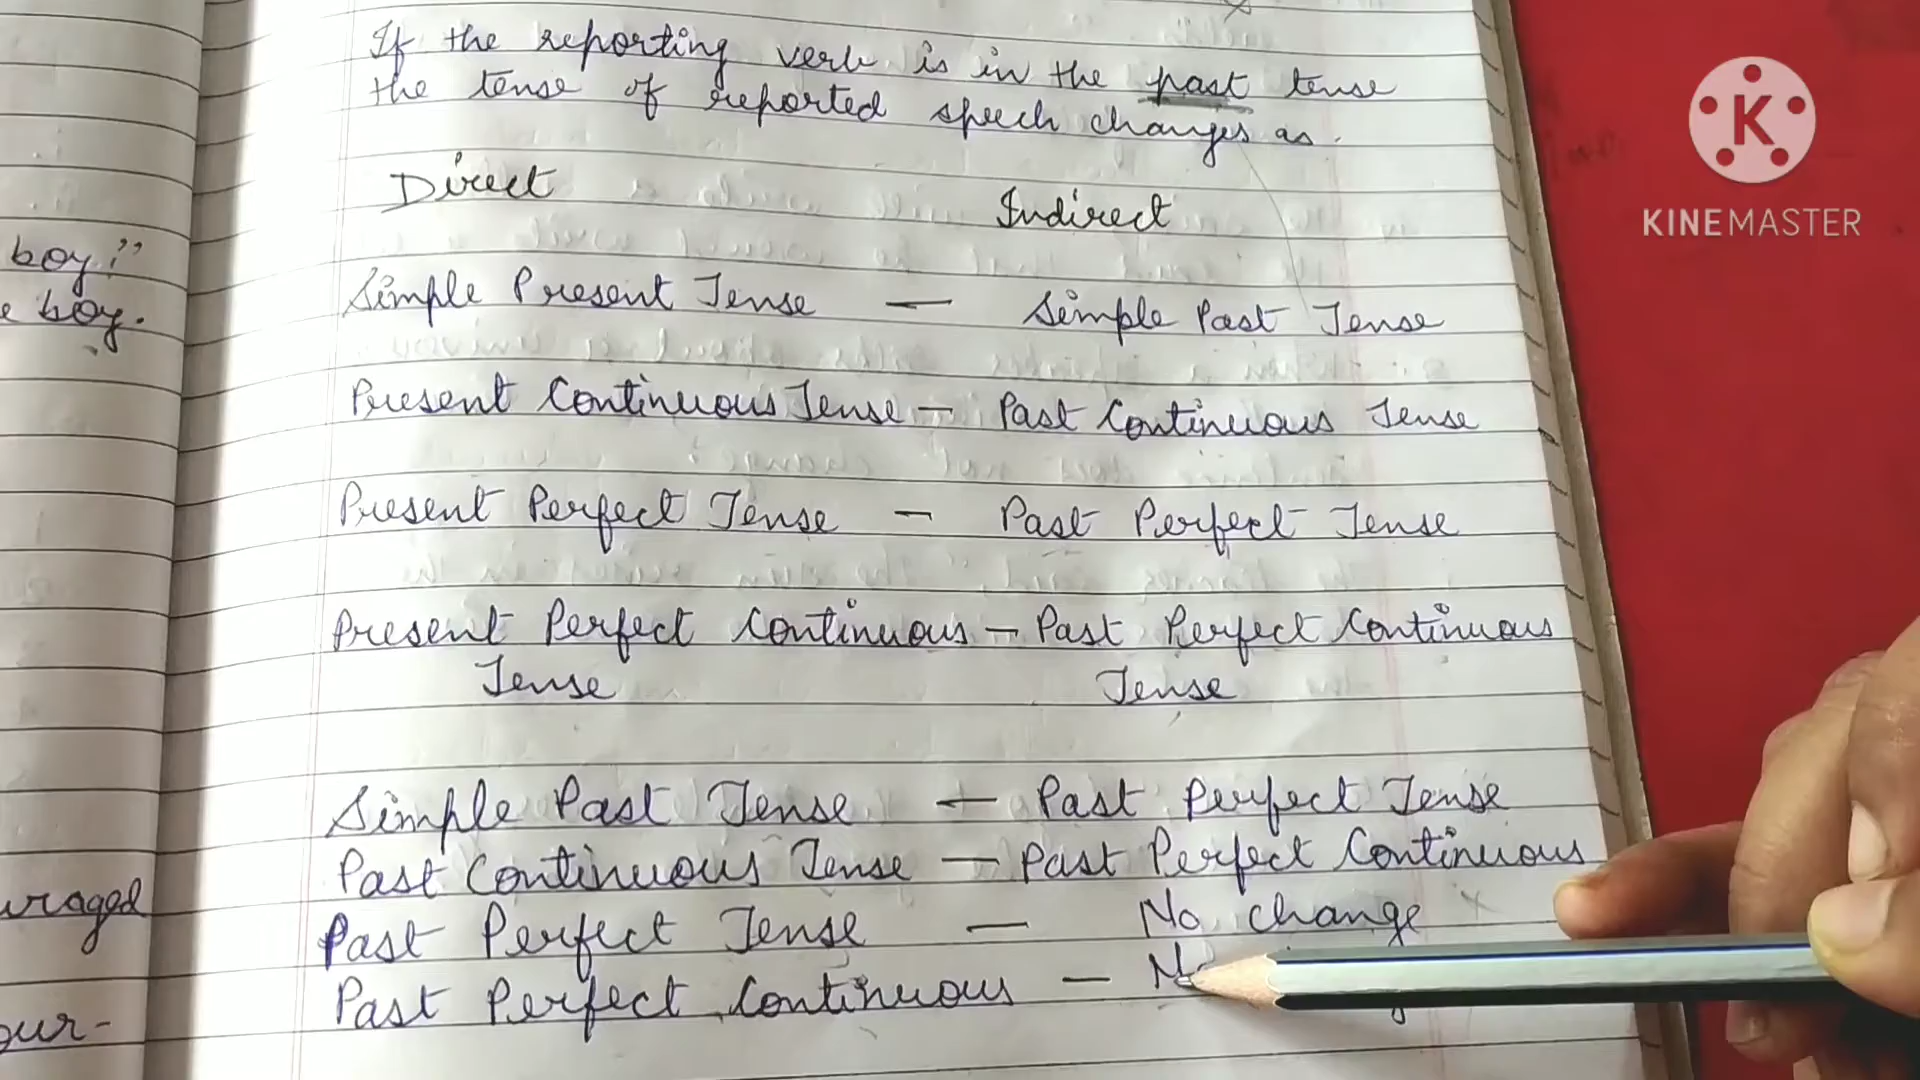 If the reporting verb is in the past tense
the tense of reported speech changes as.
Direct Indirect
Simple Present Tense — Simple Past Tense
Present Continuous Tense — Past Continuous Tense
Present Perfect Tense — Past Perfect Tense
Present Perfect Continuous — Past Perfect Continuous
Tense Tense
Simple Past Tense — Past Perfect Tense
Past Continuous Tense — Past Perfect Continuous
Past Perfect Tense — No change
Past Perfect Continuous — No
boy."
boy.
uraged
our-
K
KINEMASTER